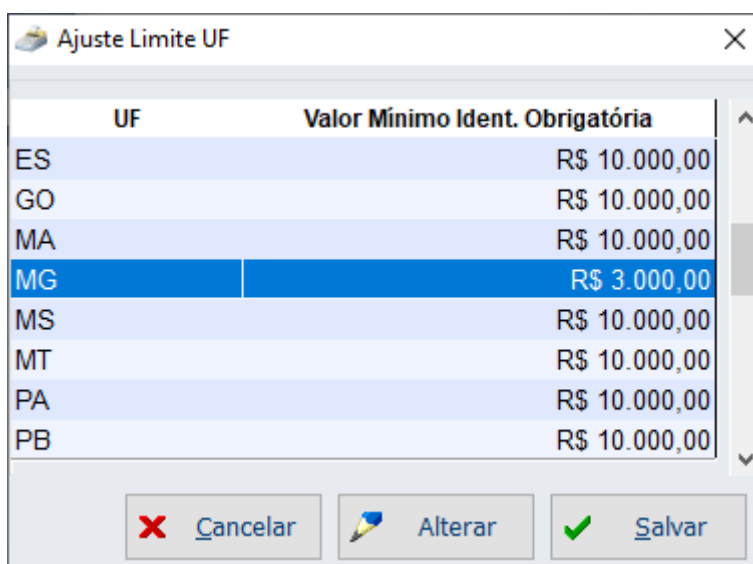 Ajuste Limite UF
UF Valor Mínimo Ident. Obrigatória
ES R$ 10.000,00
GO R$ 10.000,00
MA R$ 10.000,00
MG R$ 3.000,00
MS R$ 10.000,00
MT R$ 10.000,00
PA R$ 10.000,00
PB R$ 10.000,00
Cancelar Alterar Salvar